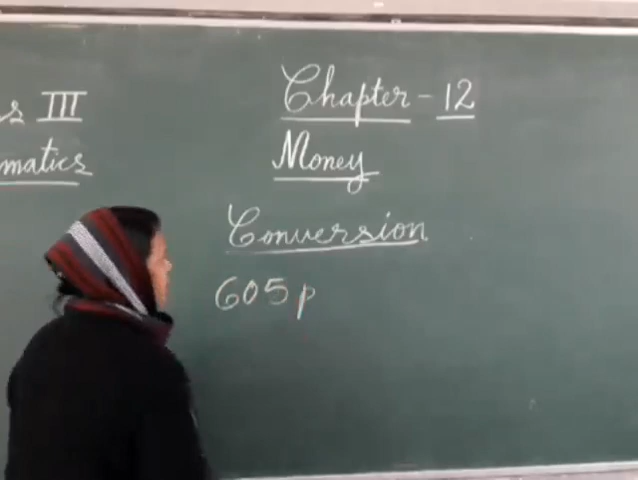 s III
Chapter - 12
matics
Money
Conversion
605 p